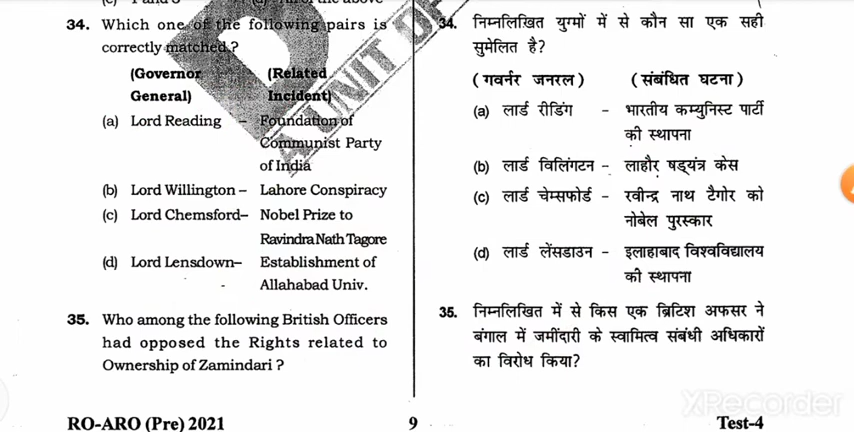 34. Which one of the following pairs is
correctly matched ?
(Governor (Related
General) Incident)
(a) Lord Reading – Foundation of
Communist Party
of India
(b) Lord Willington – Lahore Conspiracy
(c) Lord Chemsford– Nobel Prize to
Ravindra Nath Tagore
(d) Lord Lensdown– Establishment of
Allahabad Univ.
35. Who among the following British Officers
had opposed the Rights related to
Ownership of Zamindari ?
34. निम्नलिखित युग्मों में से कौन सा एक सही
सुमेलित है?
(गवर्नर जनरल) (संबंधित घटना)
(a) लार्ड रीडिंग – भारतीय कम्युनिस्ट पार्टी
की स्थापना
(b) लार्ड विलिंगटन – लाहौर षड्यंत्र केस
(c) लार्ड चेम्सफोर्ड – रवीन्द्र नाथ टैगोर को
नोबेल पुरस्कार
(d) लार्ड लेंसडाउन – इलाहाबाद विश्वविद्यालय
की स्थापना
35. निम्नलिखित में से किस एक ब्रिटिश अफसर ने
बंगाल में जमींदारी के स्वामित्व संबंधी अधिकारों
का विरोध किया?
RO-ARO (Pre) 2021 9 Test-4
A UNIT OF
XRecorder